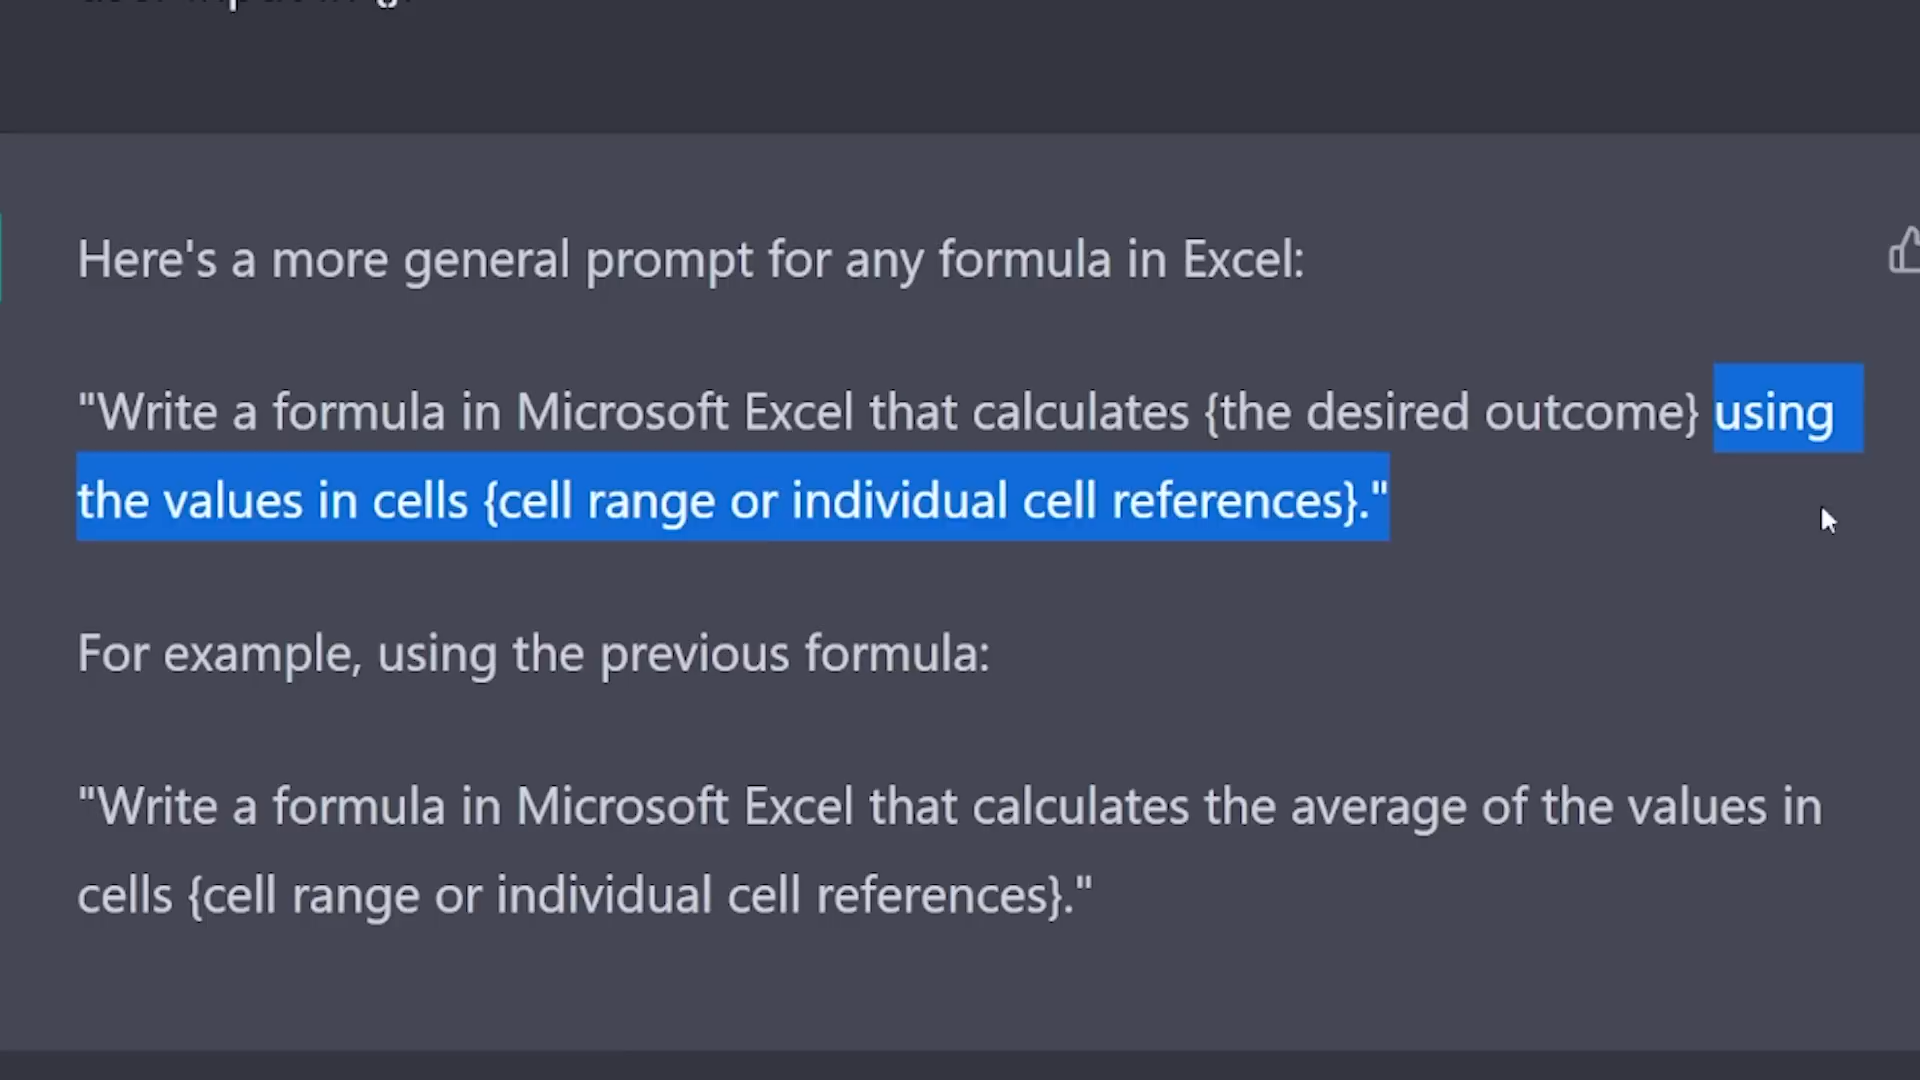 Here's a more general prompt for any formula in Excel:
"Write a formula in Microsoft Excel that calculates {the desired outcome} using
the values in cells {cell range or individual cell references}."
For example, using the previous formula:
"Write a formula in Microsoft Excel that calculates the average of the values in
cells {cell range or individual cell references}."